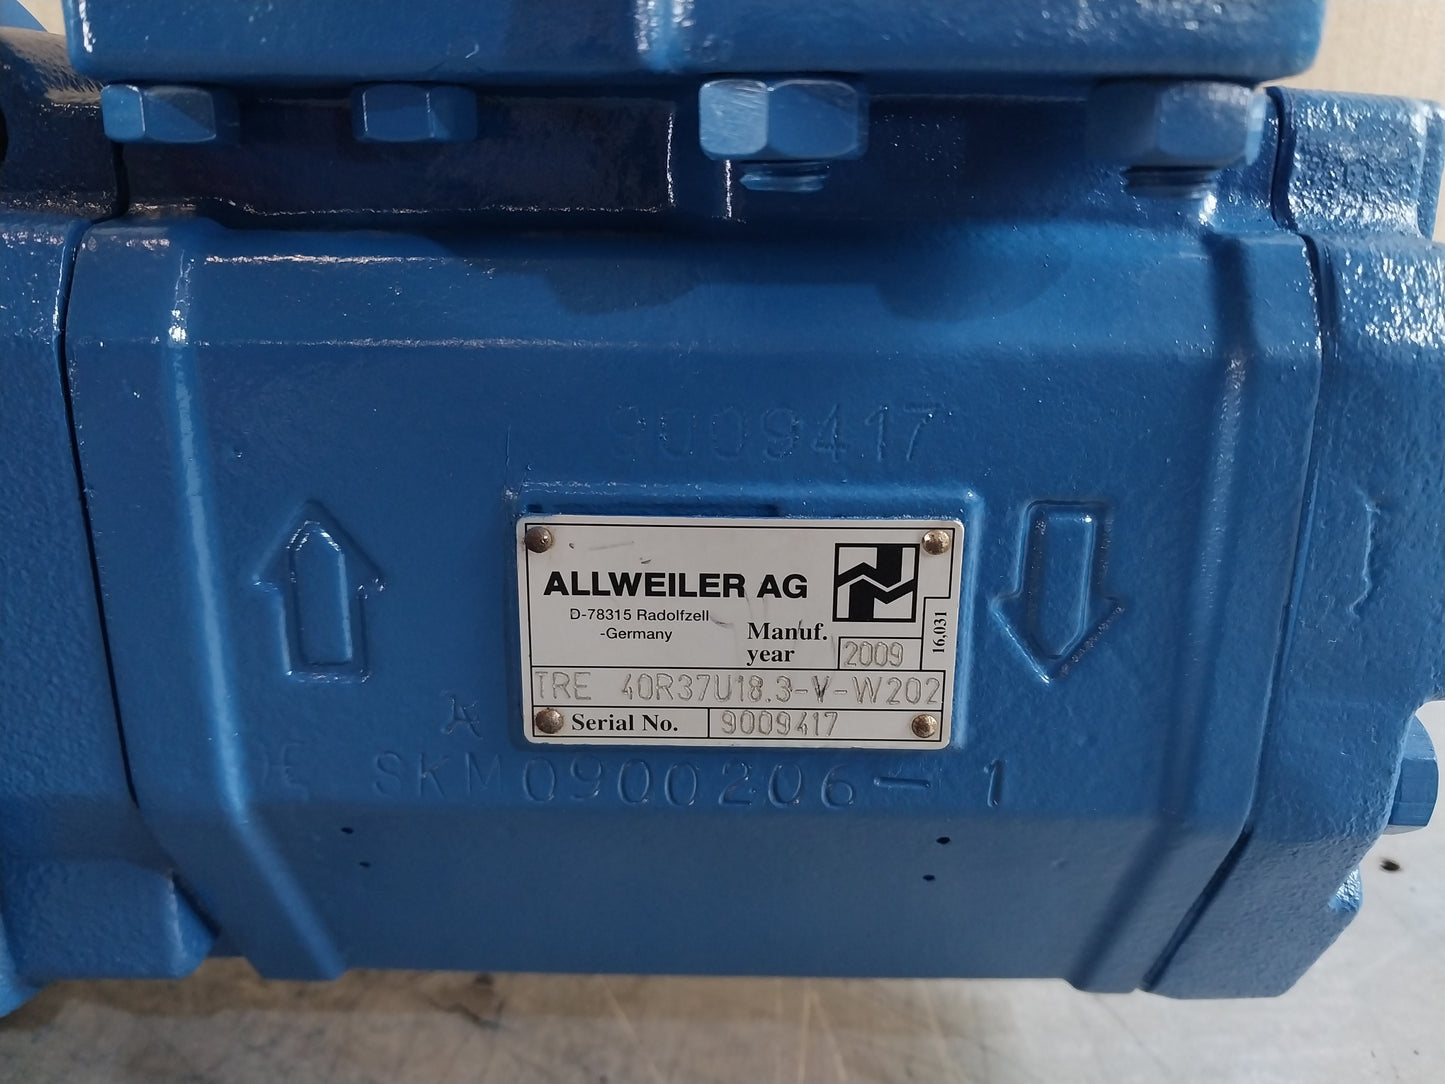 9009417
ALLWEILER AG
D-78315 Radolfzell
-Germany
Manuf.
year
2009
16,031
TRE 40R37U18.3-V-W202
Serial No. 9009417
A
SKM0900206-1